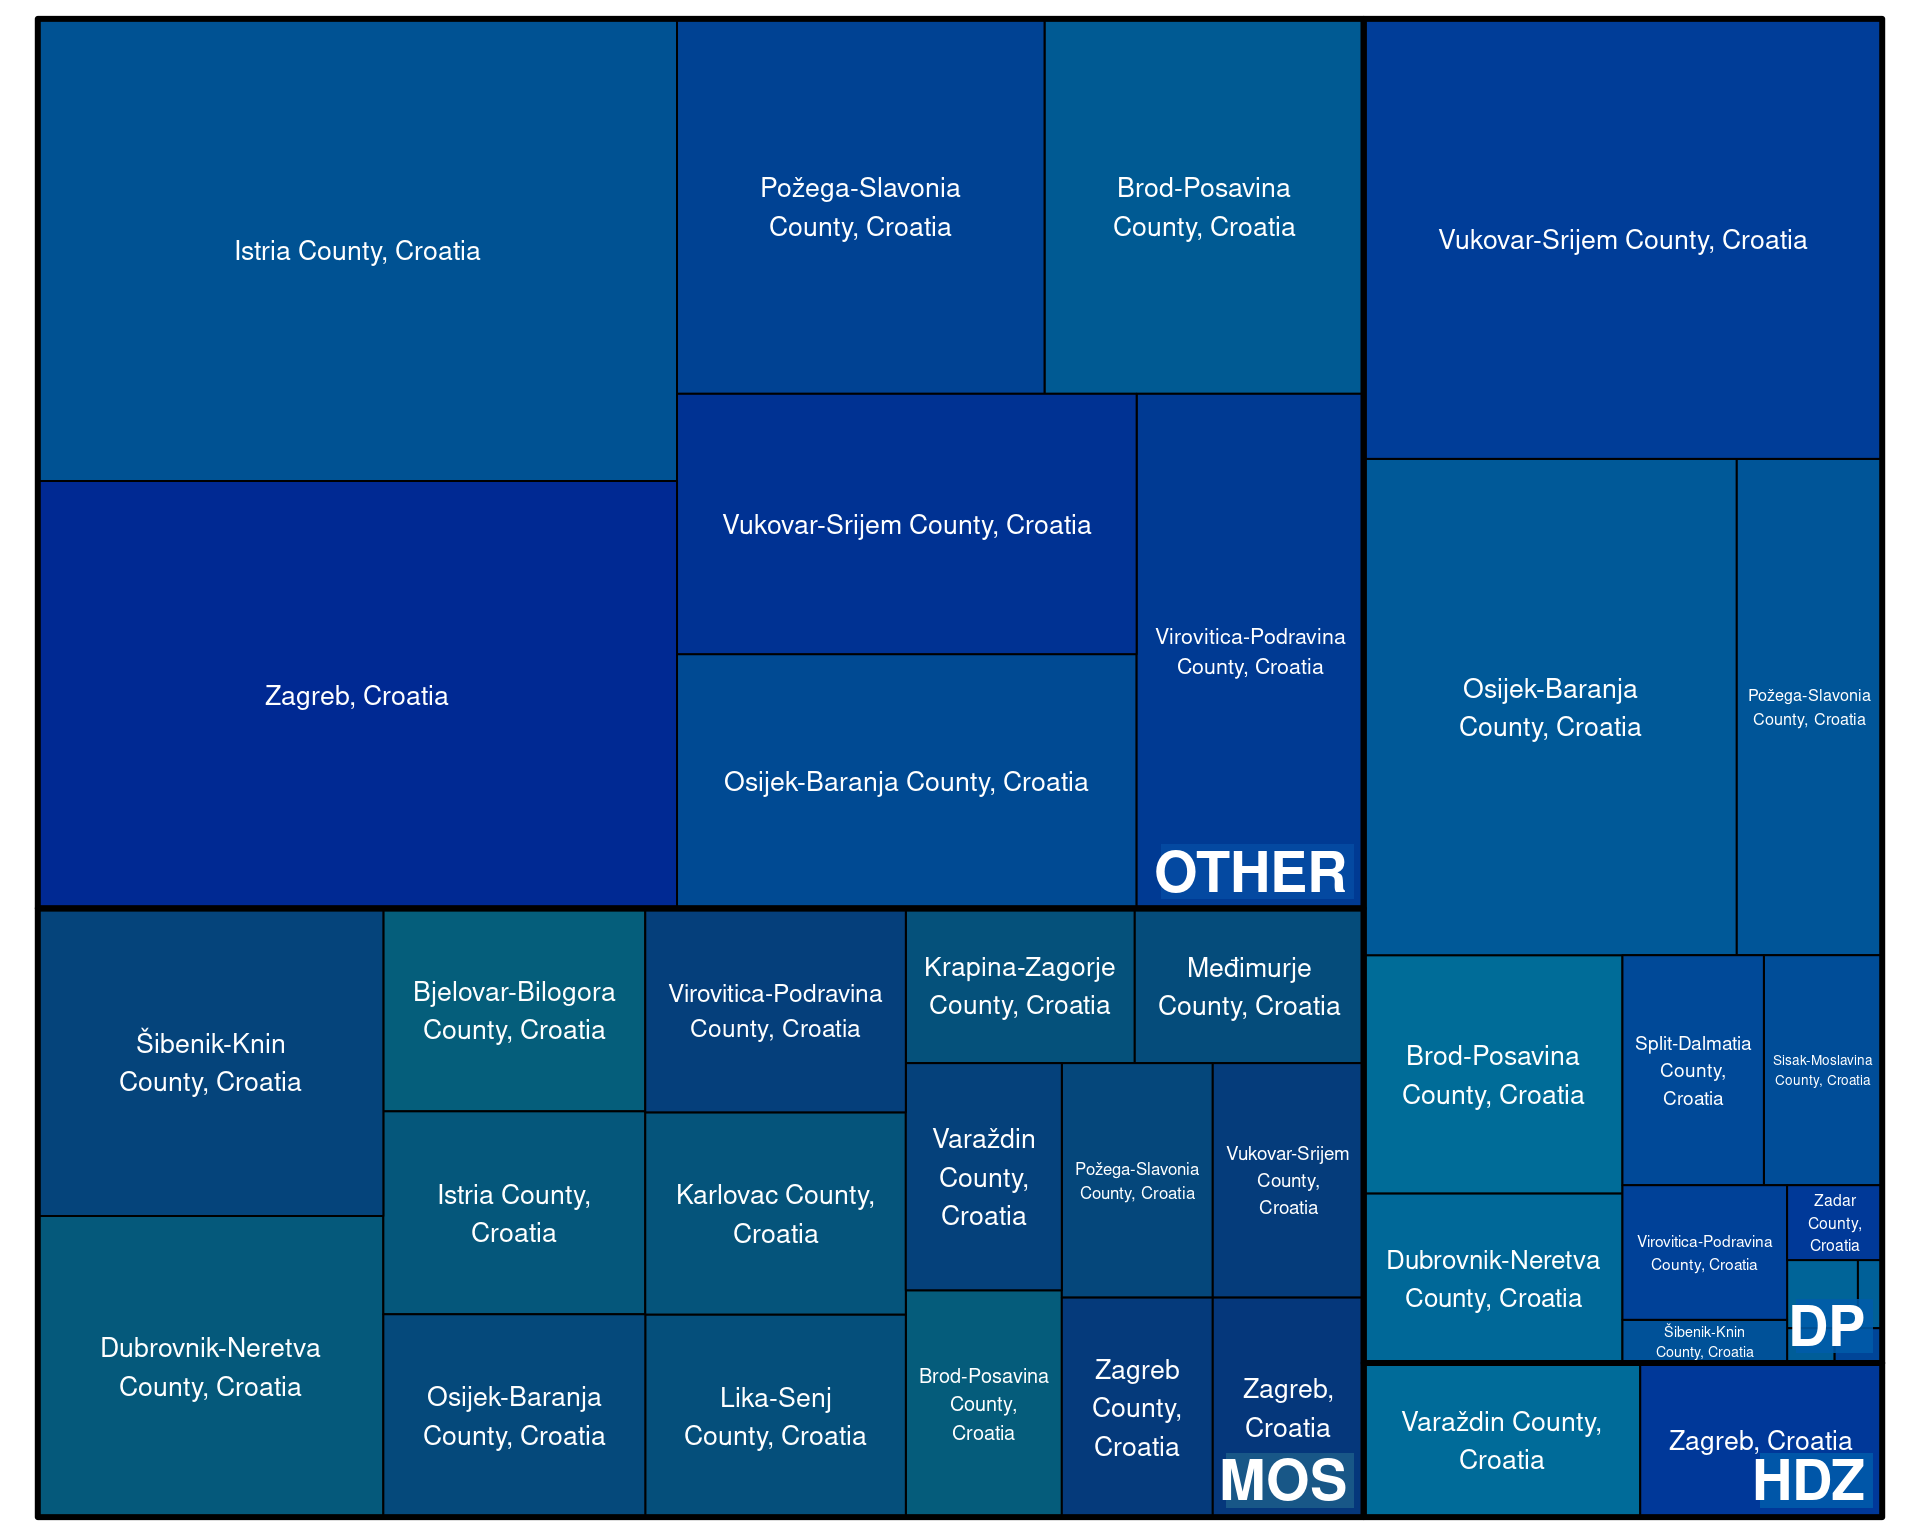 Istria County, Croatia
Požega-Slavonia
County, Croatia
Brod-Posavina
County, Croatia
Zagreb, Croatia
Vukovar-Srijem County, Croatia
Osijek-Baranja County, Croatia
Virovitica-Podravina
County, Croatia
OTHER
Vukovar-Srijem County, Croatia
Osijek-Baranja
County, Croatia
Požega-Slavonia
County, Croatia
Brod-Posavina
County, Croatia
Split-Dalmatia
County,
Croatia
Sisak-Moslavina
County, Croatia
Dubrovnik-Neretva
County, Croatia
Virovitica-Podravina
County, Croatia
Zadar
County,
Croatia
Šibenik-Knin
County, Croatia
DP
Šibenik-Knin
County, Croatia
Dubrovnik-Neretva
County, Croatia
Bjelovar-Bilogora
County, Croatia
Istria County,
Croatia
Osijek-Baranja
County, Croatia
Virovitica-Podravina
County, Croatia
Karlovac County,
Croatia
Lika-Senj
County, Croatia
Krapina-Zagorje
County, Croatia
Međimurje
County, Croatia
Varaždin
County,
Croatia
Požega-Slavonia
County, Croatia
Vukovar-Srijem
County,
Croatia
Brod-Posavina
County,
Croatia
Zagreb
County,
Croatia
Zagreb,
Croatia
MOS
Varaždin County,
Croatia
Zagreb, Croatia
HDZ